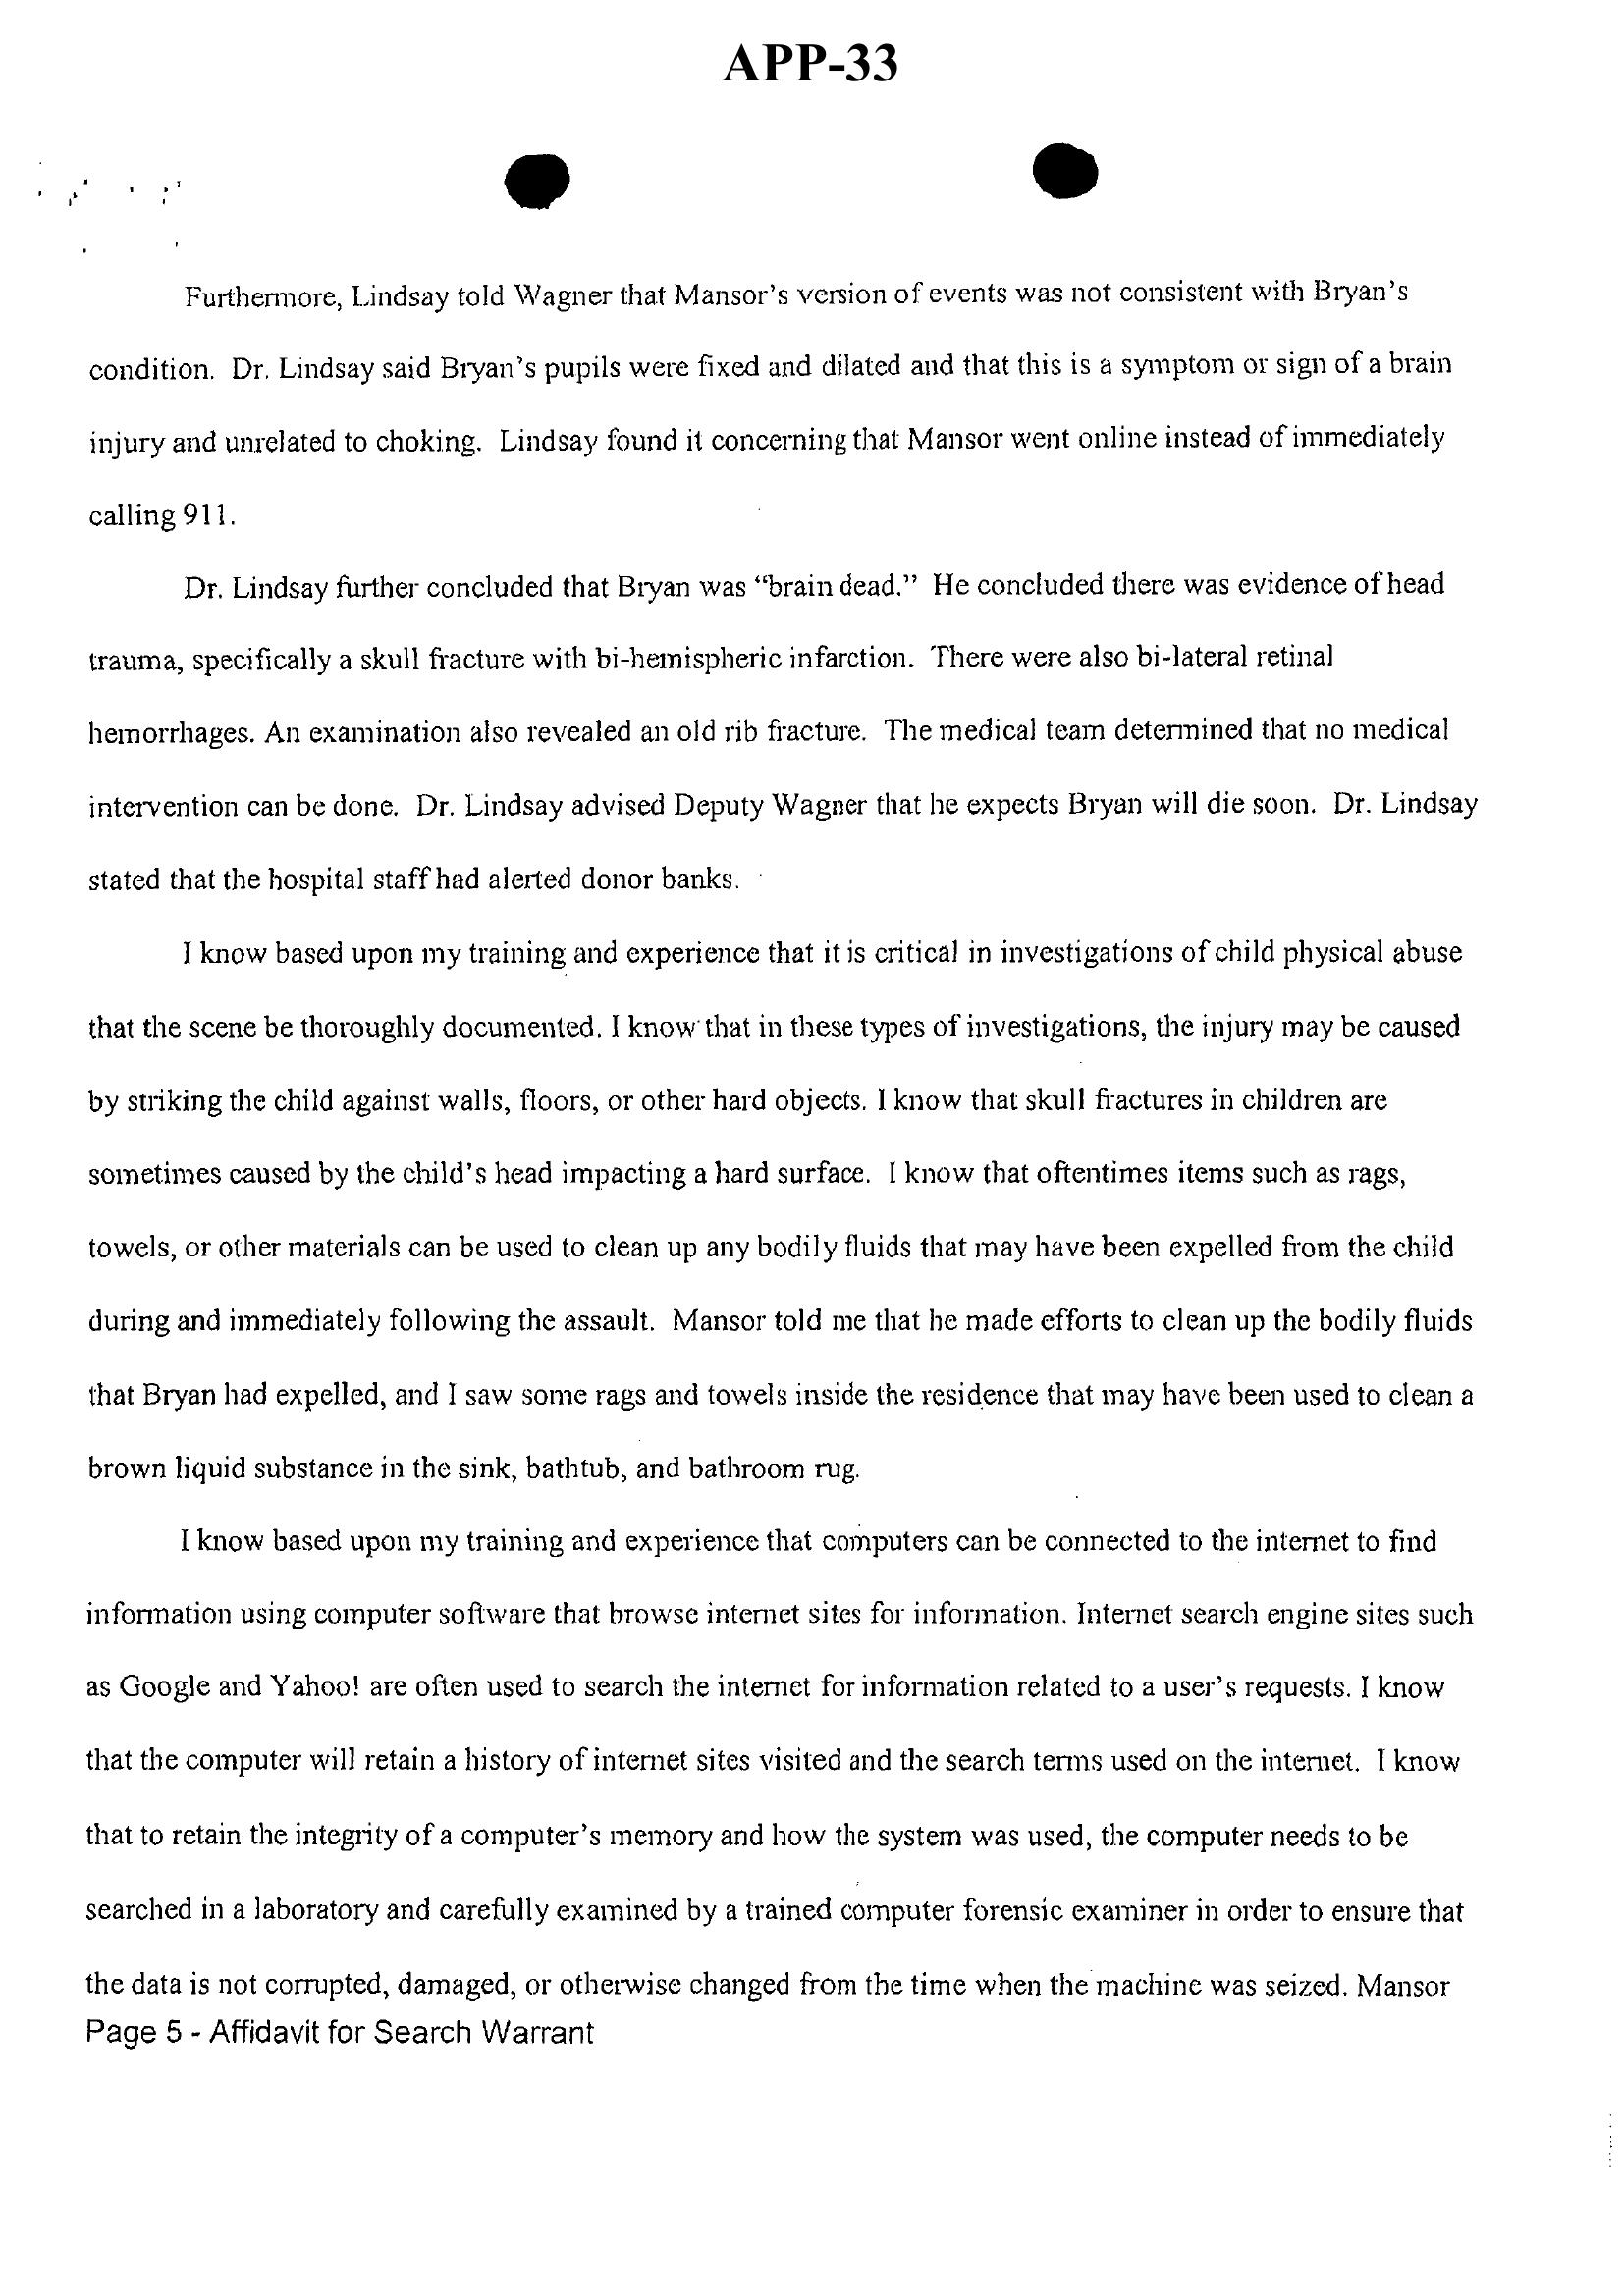 APP-33
Furthermore, Lindsay told Wagner that Mansor's version of events was not consistent with Bryan's
condition. Dr. Lindsay said Bryan's pupils were fixed and dilated and that this is a symptom or sign of a brain
injury and unrelated to choking. Lindsay found it concerning that Mansor went online instead of immediately
calling 911.
Dr. Lindsay further concluded that Bryan was “brain dead.” He concluded there was evidence of head
trauma, specifically a skull fracture with bi-hemispheric infarction. There were also bi-lateral retinal
hemorrhages. An examination also revealed an old rib fracture. The medical team determined that no medical
intervention can be done. Dr. Lindsay advised Deputy Wagner that he expects Bryan will die soon. Dr. Lindsay
stated that the hospital staff had alerted donor banks.
I know based upon my training and experience that it is critical in investigations of child physical abuse
that the scene be thoroughly documented. I know that in these types of investigations, the injury may be caused
by striking the child against walls, floors, or other hard objects. I know that skull fractures in children are
sometimes caused by the child's head impacting a hard surface. I know that oftentimes items such as rags,
towels, or other materials can be used to clean up any bodily fluids that may have been expelled from the child
during and immediately following the assault. Mansor told me that he made efforts to clean up the bodily fluids
that Bryan had expelled, and I saw some rags and towels inside the residence that may have been used to clean a
brown liquid substance in the sink, bathtub, and bathroom rug.
I know based upon my training and experience that computers can be connected to the internet to find
information using computer software that browse internet sites for information. Internet search engine sites such
as Google and Yahoo! are often used to search the internet for information related to a user's requests. I know
that the computer will retain a history of internet sites visited and the search terms used on the internet. I know
that to retain the integrity of a computer's memory and how the system was used, the computer needs to be
searched in a laboratory and carefully examined by a trained computer forensic examiner in order to ensure that
the data is not corrupted, damaged, or otherwise changed from the time when the machine was seized. Mansor
Page 5 - Affidavit for Search Warrant